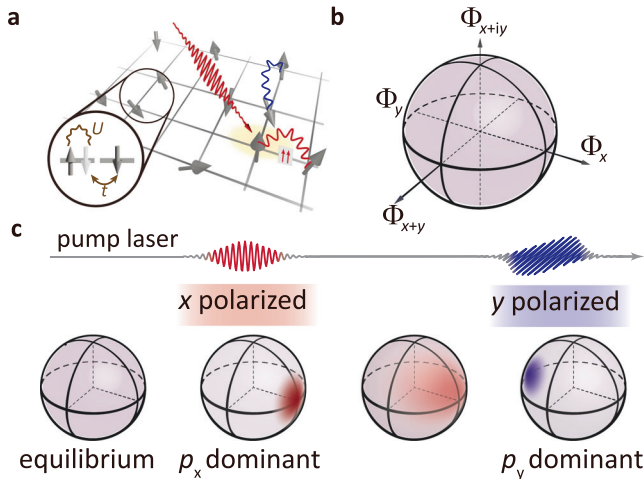 a
b
U
t
↑↑
Φx+iy
Φy
Φx
Φx+y
c
pump laser
x polarized
y polarized
equilibrium
px dominant
py dominant